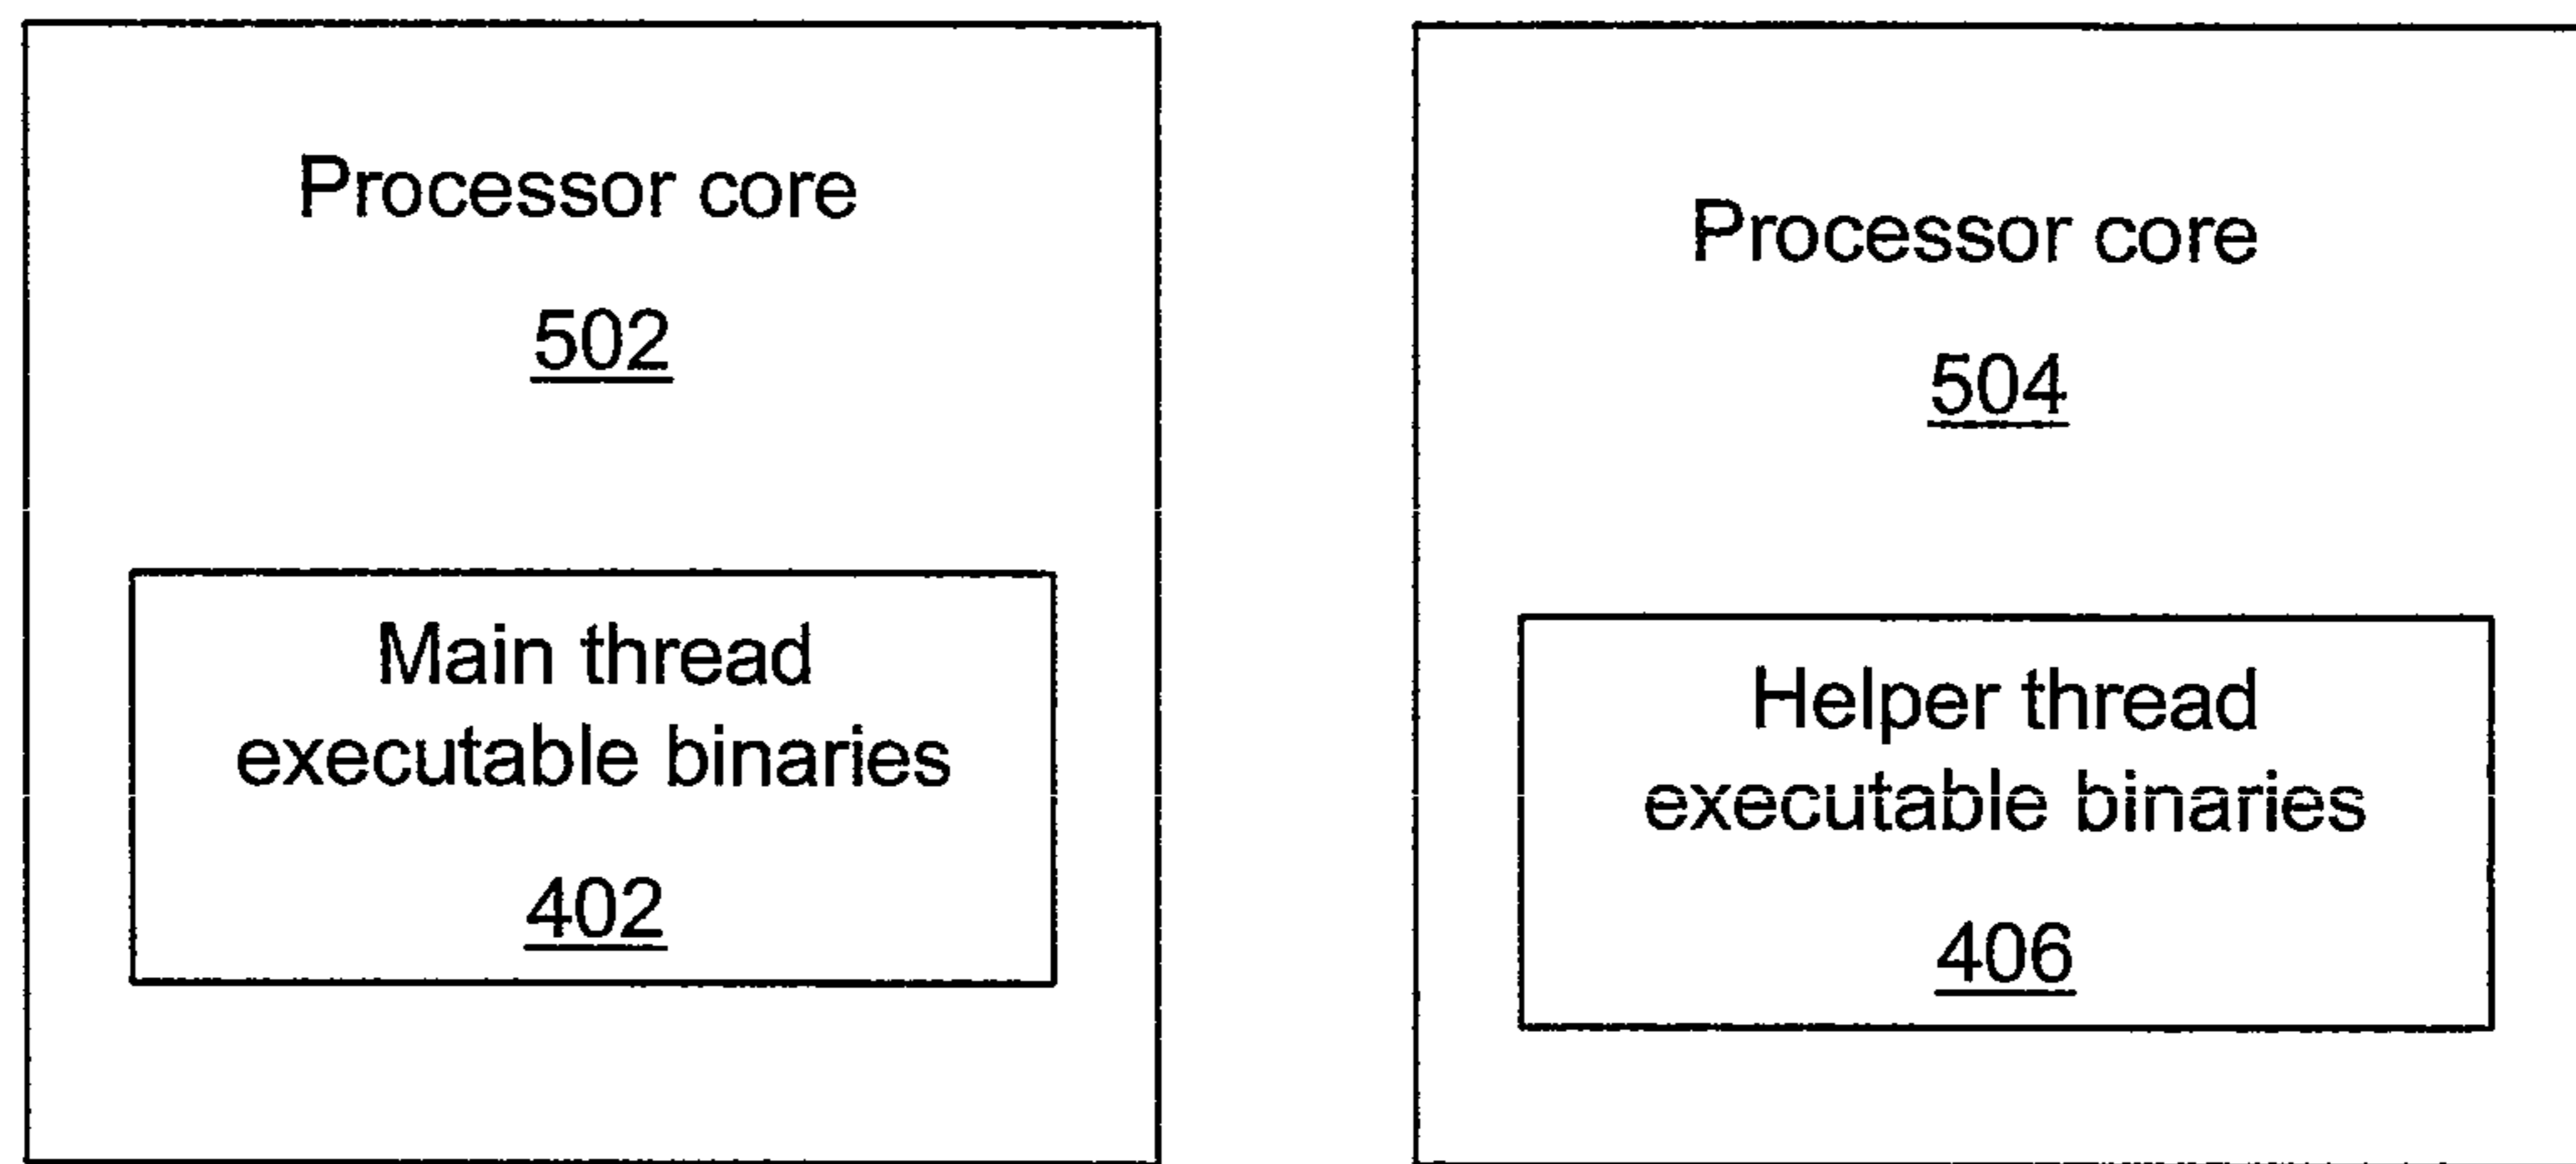 Processor core
502
Main thread
executable binaries
402
Processor core
504
Helper thread
executable binaries
406